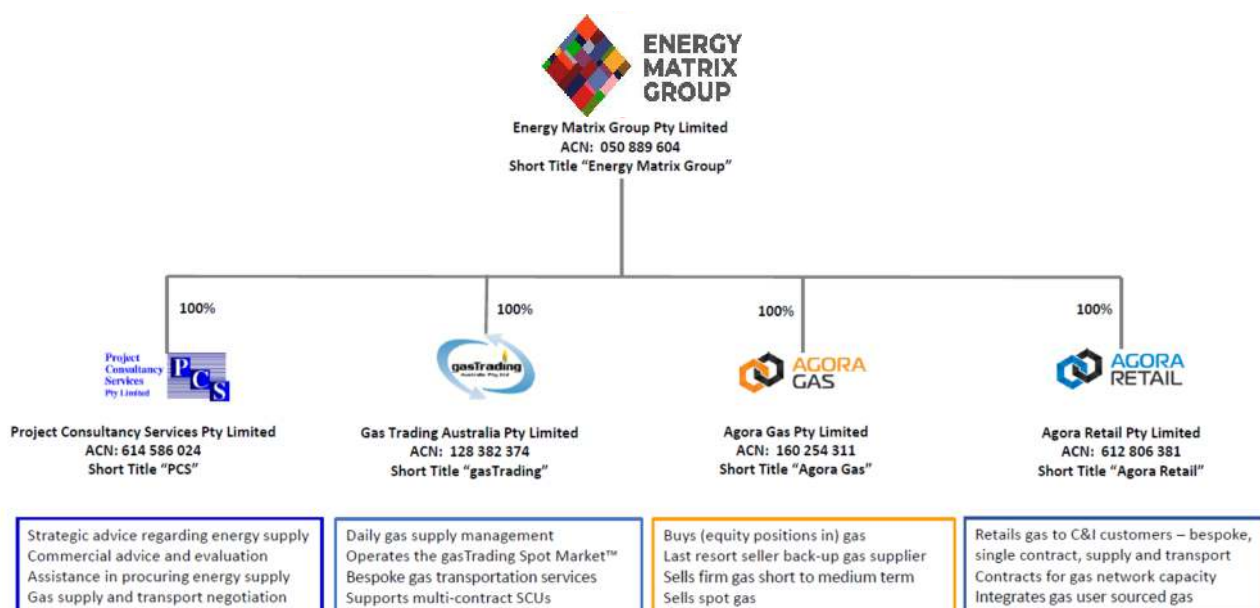 ENERGY
MATRIX
GROUP
Energy Matrix Group Pty Limited
ACN: 050 889 604
Short Title “Energy Matrix Group”
100%
100%
100%
100%
Project
Consultancy
Services
Pty Limited
PCS
gasTrading
Australia Pty Ltd
AGORA
GAS
AGORA
RETAIL
Project Consultancy Services Pty Limited
ACN: 614 586 024
Short Title “PCS”
Gas Trading Australia Pty Limited
ACN: 128 382 374
Short Title “gasTrading”
Agora Gas Pty Limited
ACN: 160 254 311
Short Title “Agora Gas”
Agora Retail Pty Limited
ACN: 612 806 381
Short Title “Agora Retail”
Strategic advice regarding energy supply
Commercial advice and evaluation
Assistance in procuring energy supply
Gas supply and transport negotiation
Daily gas supply management
Operates the gasTrading Spot Market™
Bespoke gas transportation services
Supports multi-contract SCUs
Buys (equity positions in) gas
Last resort seller back-up gas supplier
Sells firm gas short to medium term
Sells spot gas
Retails gas to C&I customers – bespoke,
single contract, supply and transport
Contracts for gas network capacity
Integrates gas user sourced gas